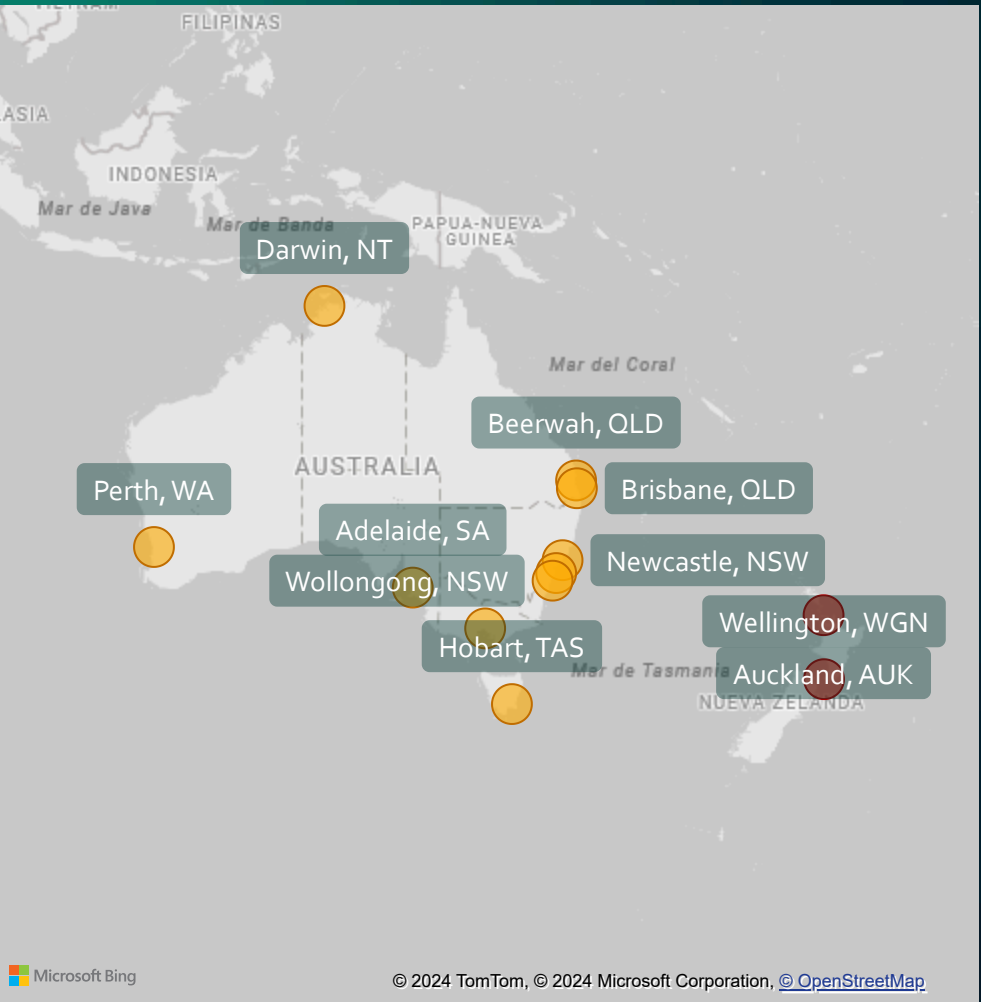 FILIPINAS
INDONESIA
Mar de Java
Mar de Banda
PAPUA-NUEVA
GUINEA
Darwin, NT
Mar del Coral
Beerwah, QLD
AUSTRALIA
Perth, WA
Brisbane, QLD
Adelaide, SA
Newcastle, NSW
Wollongong, NSW
Wellington, WGN
Hobart, TAS
Mar de Tasmania
Auckland, AUK
NUEVA ZELANDA
Microsoft Bing
© 2024 TomTom, © 2024 Microsoft Corporation, © OpenStreetMap